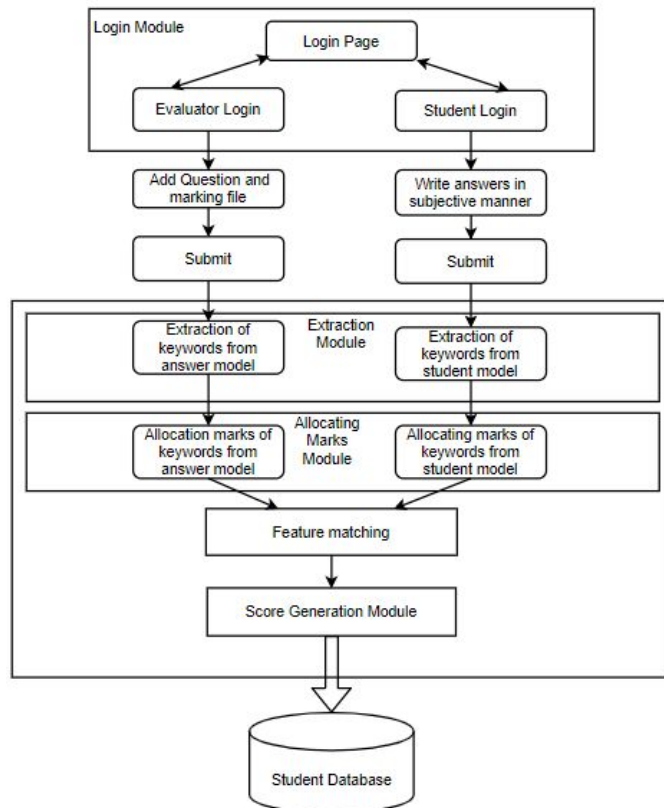 Login Module
Login Page
Evaluator Login
Student Login
Add Question and
marking file
Write answers in
subjective manner
Submit
Submit
Extraction of
keywords from
answer model
Extraction
Module
Extraction of
keywords from
student model
Allocation marks of
keywords from
answer model
Allocating
Marks
Module
Allocating marks of
keywords from
student model
Feature matching
Score Generation Module
Student Database